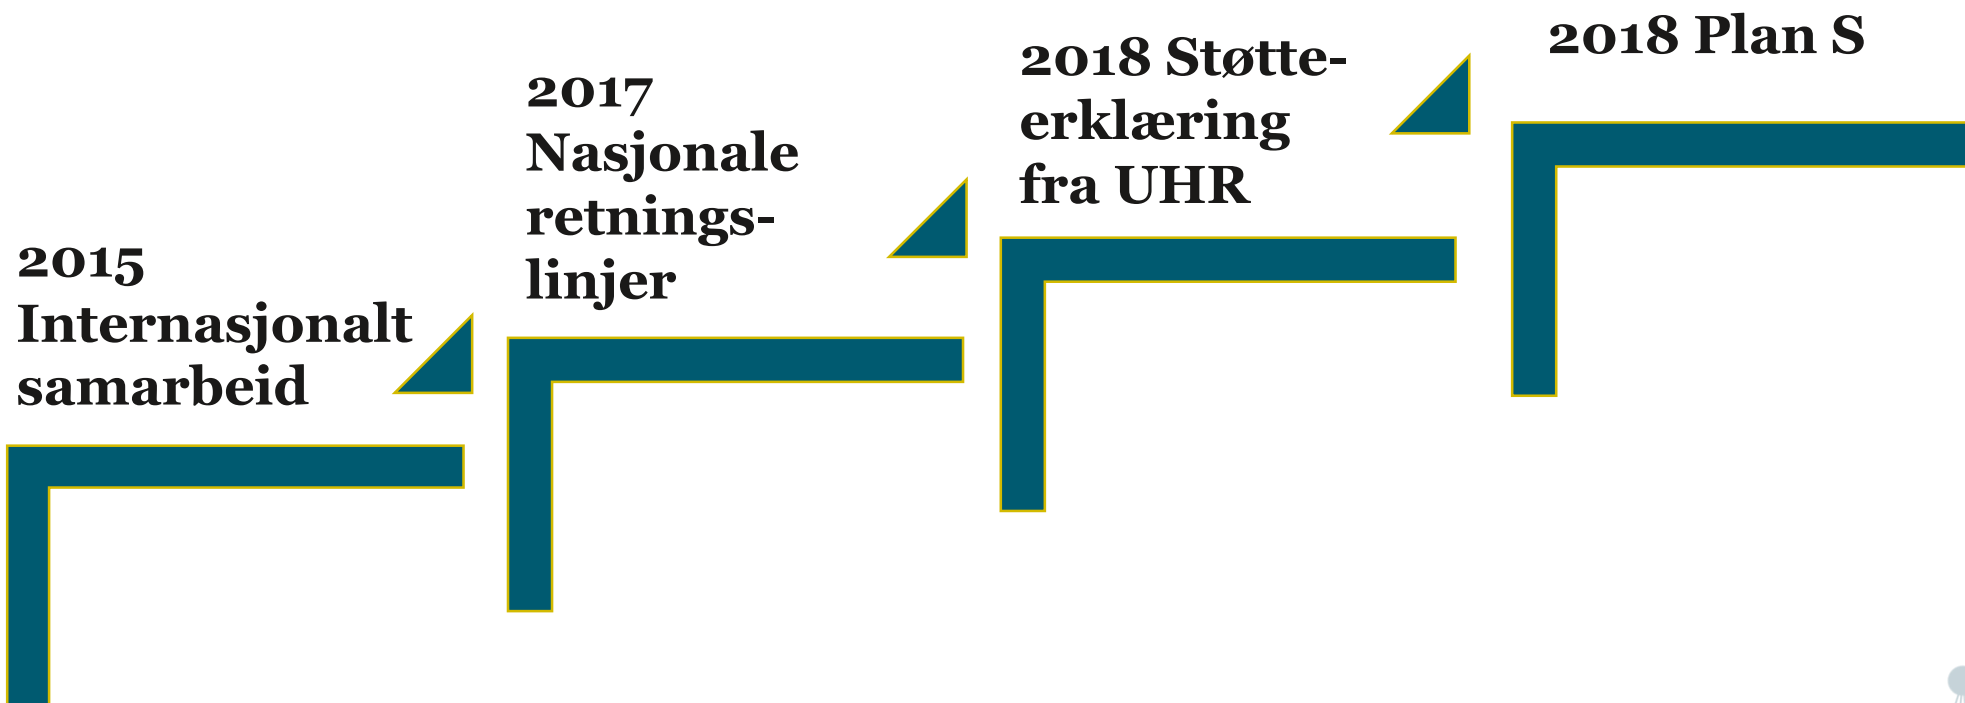 2015
Internasjonalt
samarbeid
2017
Nasjonale
retnings-
linjer
2018 Støtte-
erklæring
fra UHR
2018 Plan S